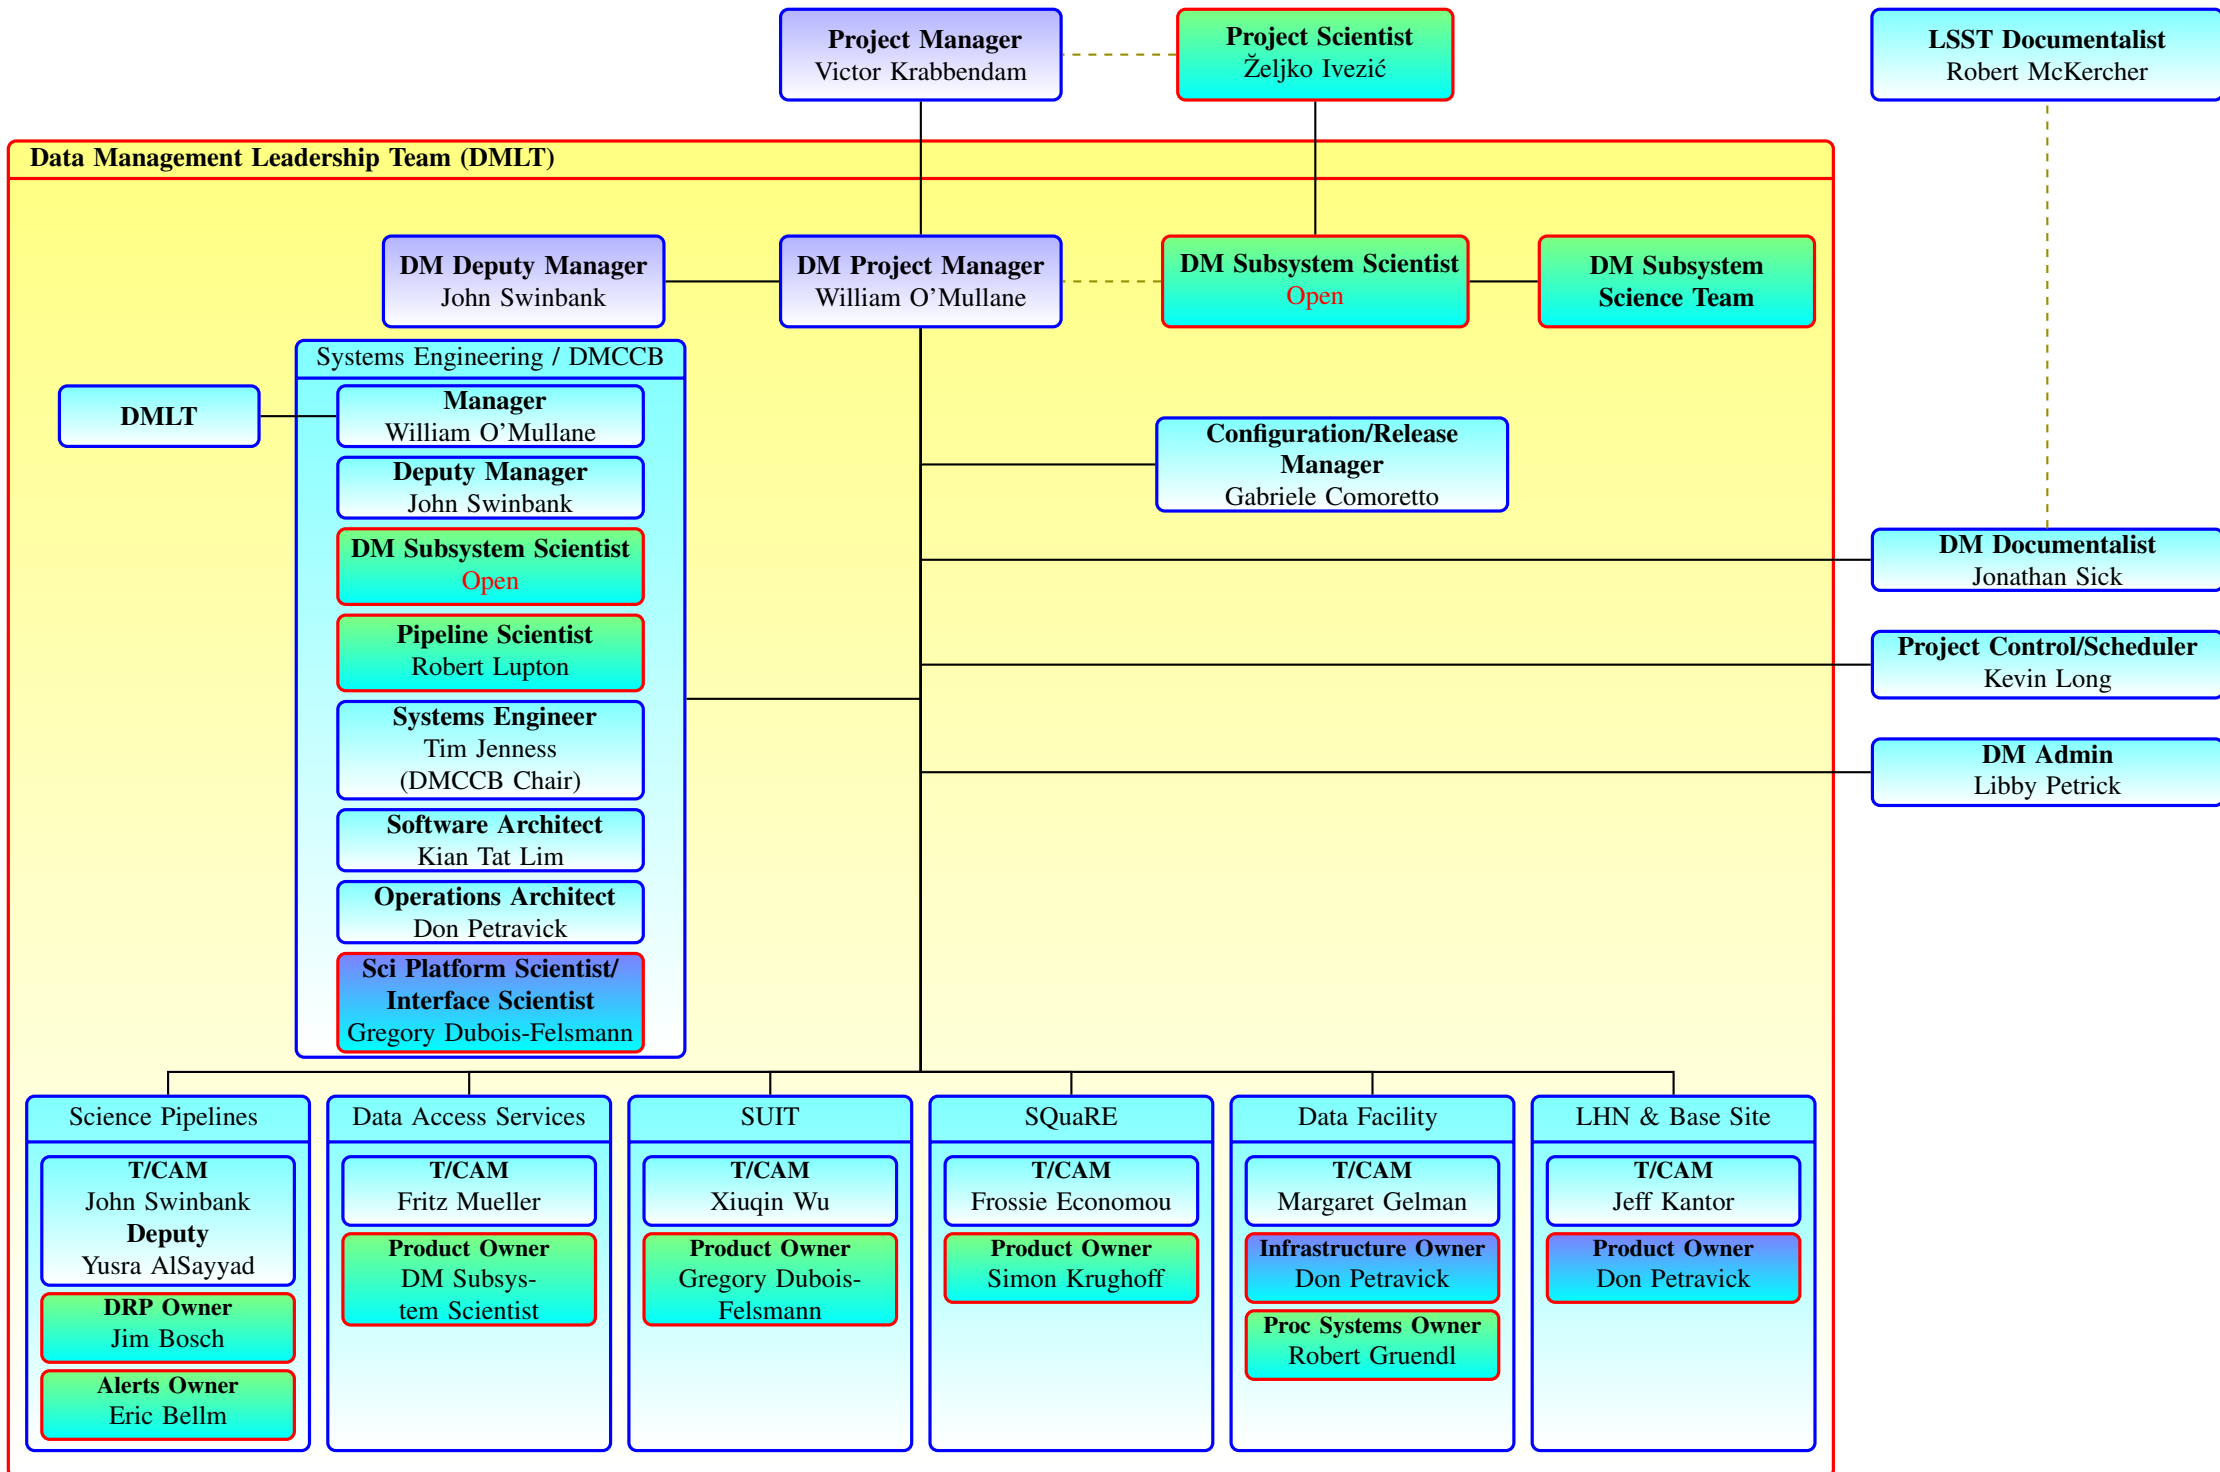 Project Manager
Victor Krabbendam
Project Scientist
Željko Ivezić
LSST Documentalist
Robert McKercher
Data Management Leadership Team (DMLT)
DM Deputy Manager
John Swinbank
DM Project Manager
William O'Mullane
DM Subsystem Scientist
Open
DM Subsystem
Science Team
Systems Engineering / DMCCB
DMLT
Manager
William O'Mullane
Deputy Manager
John Swinbank
DM Subsystem Scientist
Open
Pipeline Scientist
Robert Lupton
Systems Engineer
Tim Jenness
(DMCCB Chair)
Software Architect
Kian Tat Lim
Operations Architect
Don Petravick
Sci Platform Scientist/
Interface Scientist
Gregory Dubois-Felsmann
Configuration/Release
Manager
Gabriele Comoretto
DM Documentalist
Jonathan Sick
Project Control/Scheduler
Kevin Long
DM Admin
Libby Petrick
Science Pipelines
T/CAM
John Swinbank
Deputy
Yusra AlSayyad
DRP Owner
Jim Bosch
Alerts Owner
Eric Bellm
Data Access Services
T/CAM
Fritz Mueller
Product Owner
DM Subsys-
tem Scientist
SUIT
T/CAM
Xiuqin Wu
Product Owner
Gregory Dubois-
Felsmann
SQuaRE
T/CAM
Frossie Economou
Product Owner
Simon Krughoff
Data Facility
T/CAM
Margaret Gelman
Infrastructure Owner
Don Petravick
Proc Systems Owner
Robert Gruendl
LHN & Base Site
T/CAM
Jeff Kantor
Product Owner
Don Petravick